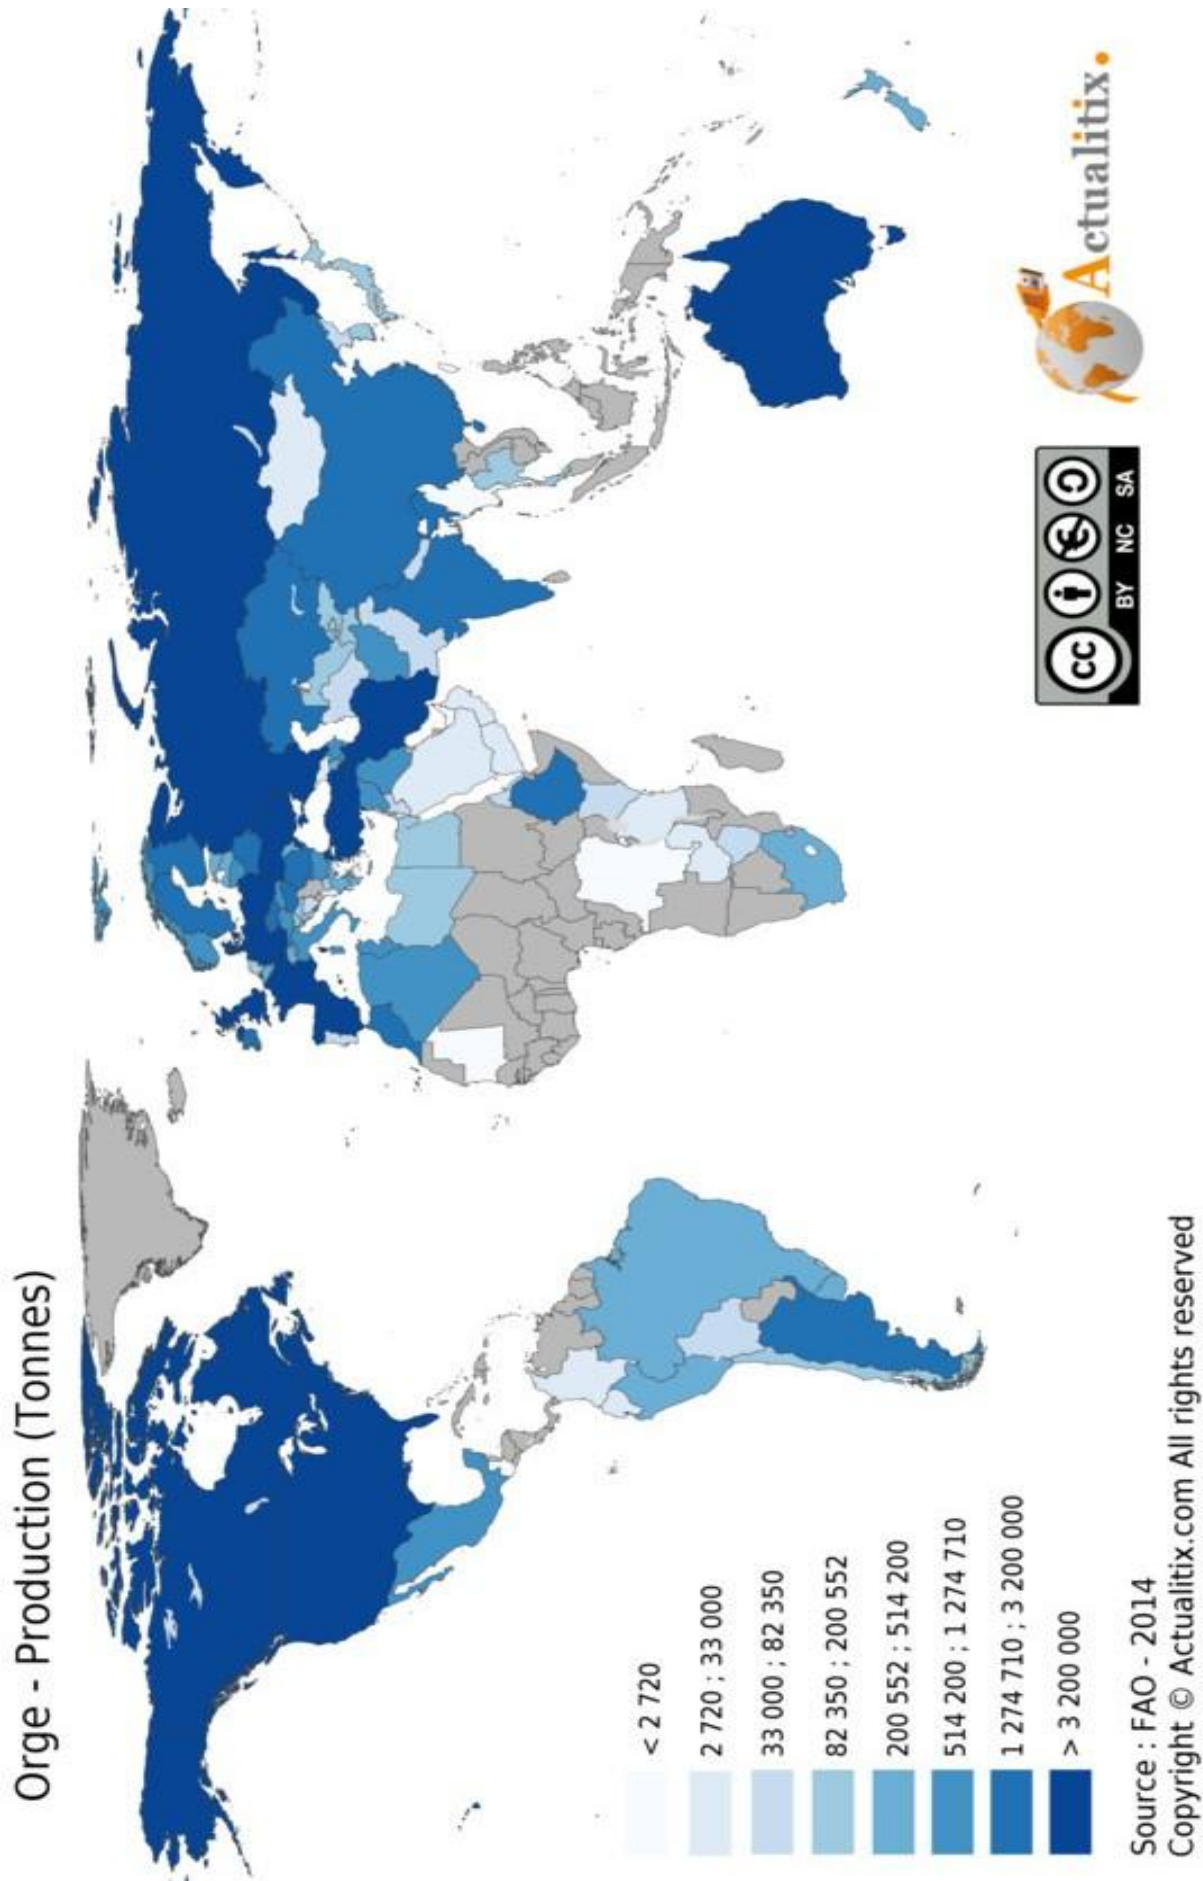 Orge - Production (Tonnes)
< 2 720
2 720 ; 33 000
33 000 ; 82 350
82 350 ; 200 552
200 552 ; 514 200
514 200 ; 1 274 710
1 274 710 ; 3 200 000
> 3 200 000
Source : FAO - 2014
Copyright © Actualitix.com All rights reserved
cc
BY NC SA
Actualitix.